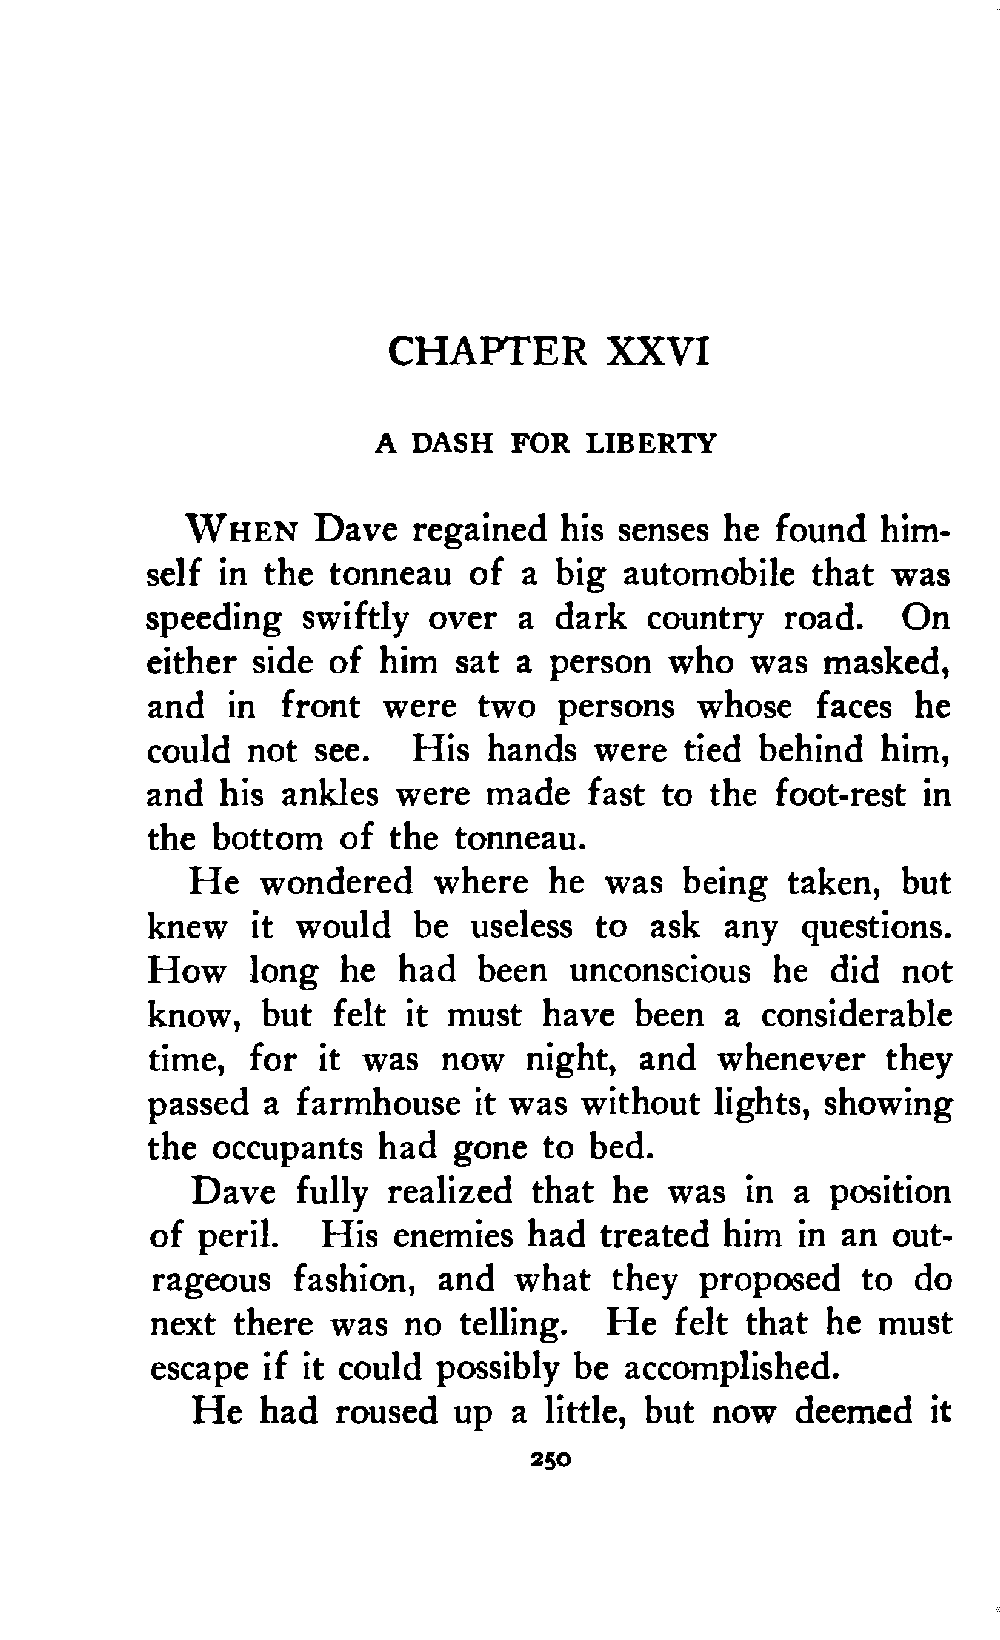 CHAPTER XXVI
A DASH FOR LIBERTY
WHEN Dave regained his senses he found him-
self in the tonneau of a big automobile that was
speeding swiftly over a dark country road. On
either side of him sat a person who was masked,
and in front were two persons whose faces he
could not see. His hands were tied behind him,
and his ankles were made fast to the foot-rest in
the bottom of the tonneau.
He wondered where he was being taken, but
knew it would be useless to ask any questions.
How long he had been unconscious he did not
know, but felt it must have been a considerable
time, for it was now night, and whenever they
passed a farmhouse it was without lights, showing
the occupants had gone to bed.
Dave fully realized that he was in a position
of peril. His enemies had treated him in an out-
rageous fashion, and what they proposed to do
next there was no telling. He felt that he must
escape if it could possibly be accomplished.
He had roused up a little, but now deemed it
250